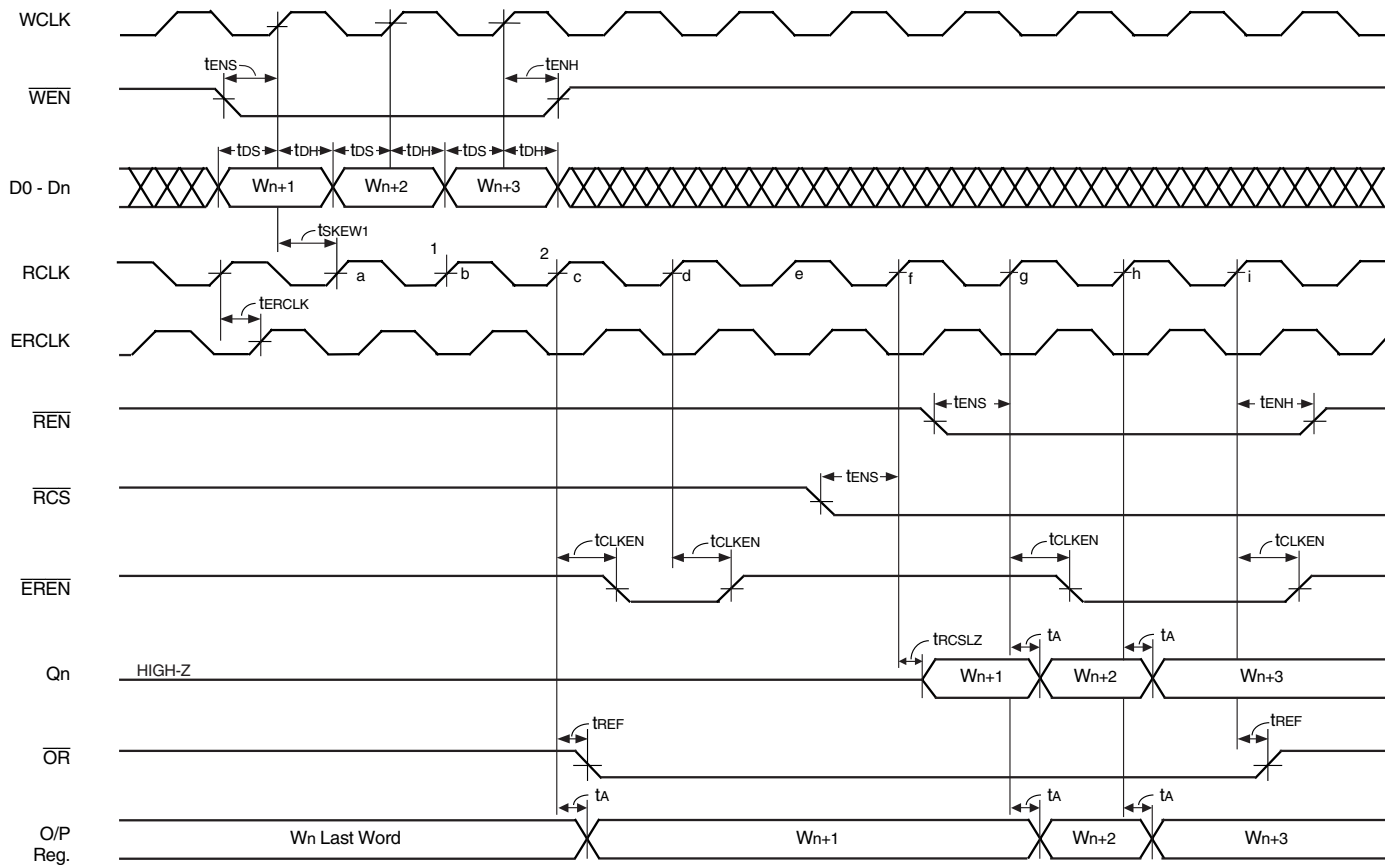 WCLK
tENS
tENH
WEN
tDS tDH tDS tDH tDS tDH
D0 - Dn
Wn+1 Wn+2 Wn+3
tSKEW1
1 2
RCLK
a b c d e f g h i
tERCLK
ERCLK
REN
tENS
tENH
RCS
tENS
tCLKEN tCLKEN tCLKEN tCLKEN
EREN
tRCSLZ tA tA
Qn
HIGH-Z Wn+1 Wn+2 Wn+3
tREF tREF
OR
tA tA tA
O/P
Reg.
Wn Last Word Wn+1 Wn+2 Wn+3